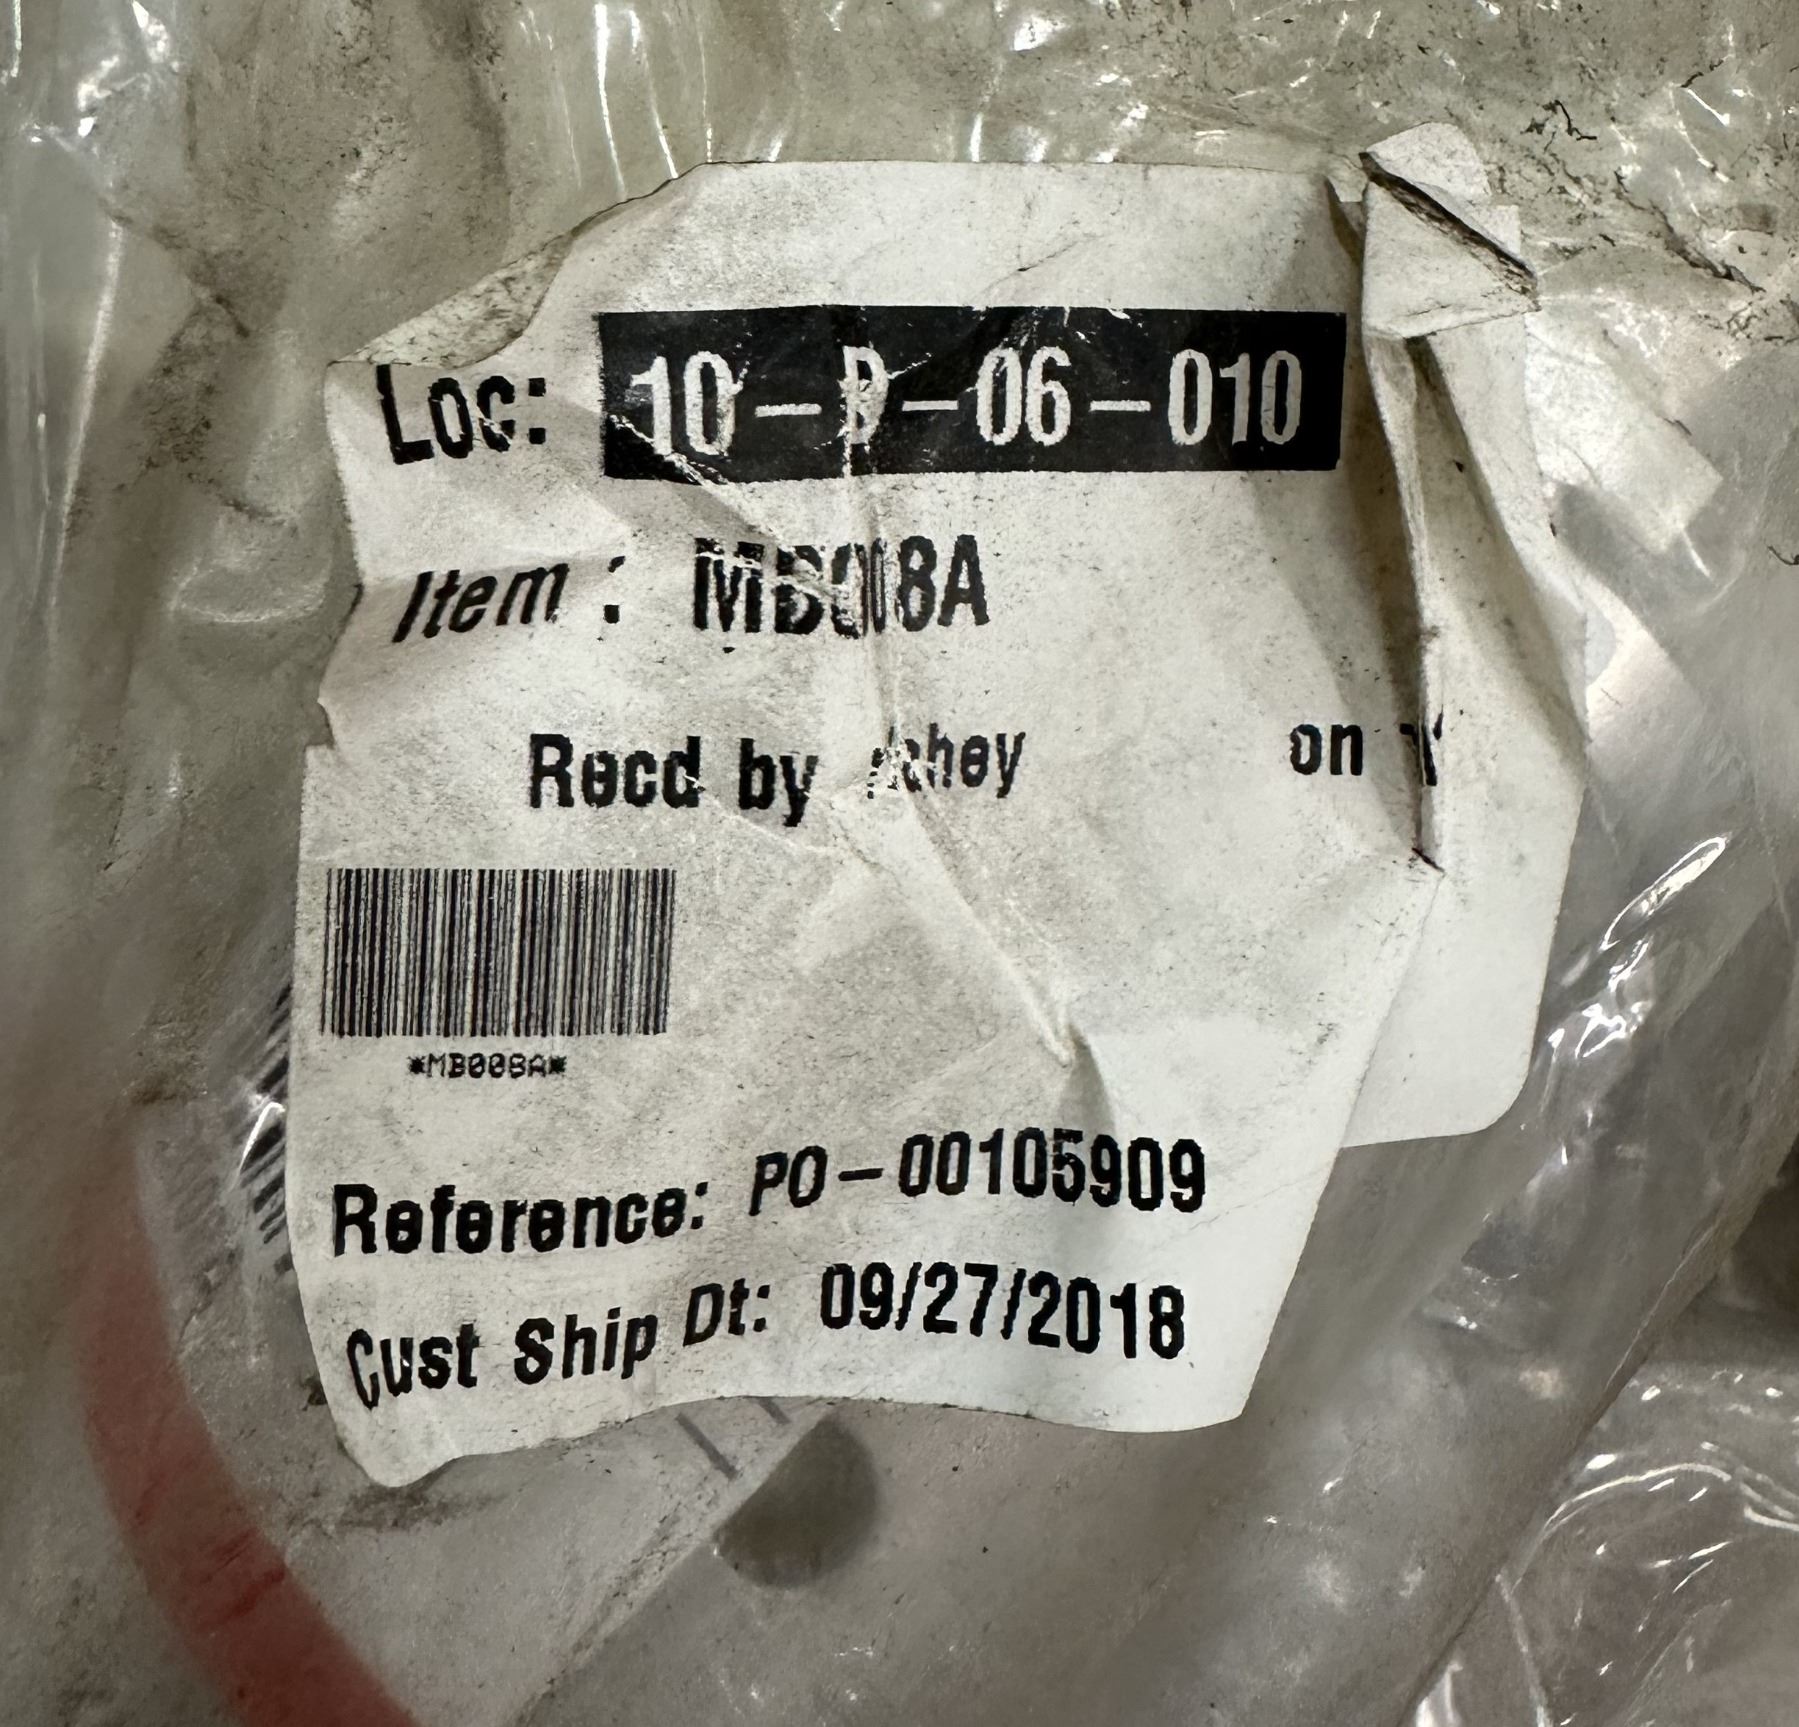 Loc: 10-B-06-010
Item : MB008A
Recd by on
*MB008A*
Reference: PO-00105909
Cust Ship Dt: 09/27/2018